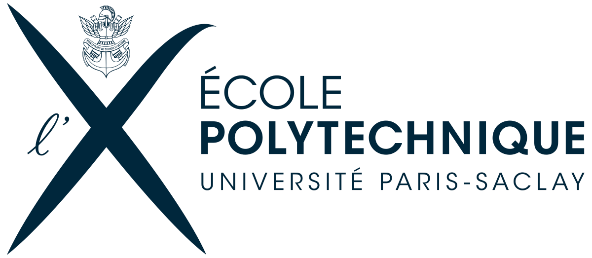 l'X
ÉCOLE
POLYTECHNIQUE
UNIVERSITÉ PARIS-SACLAY